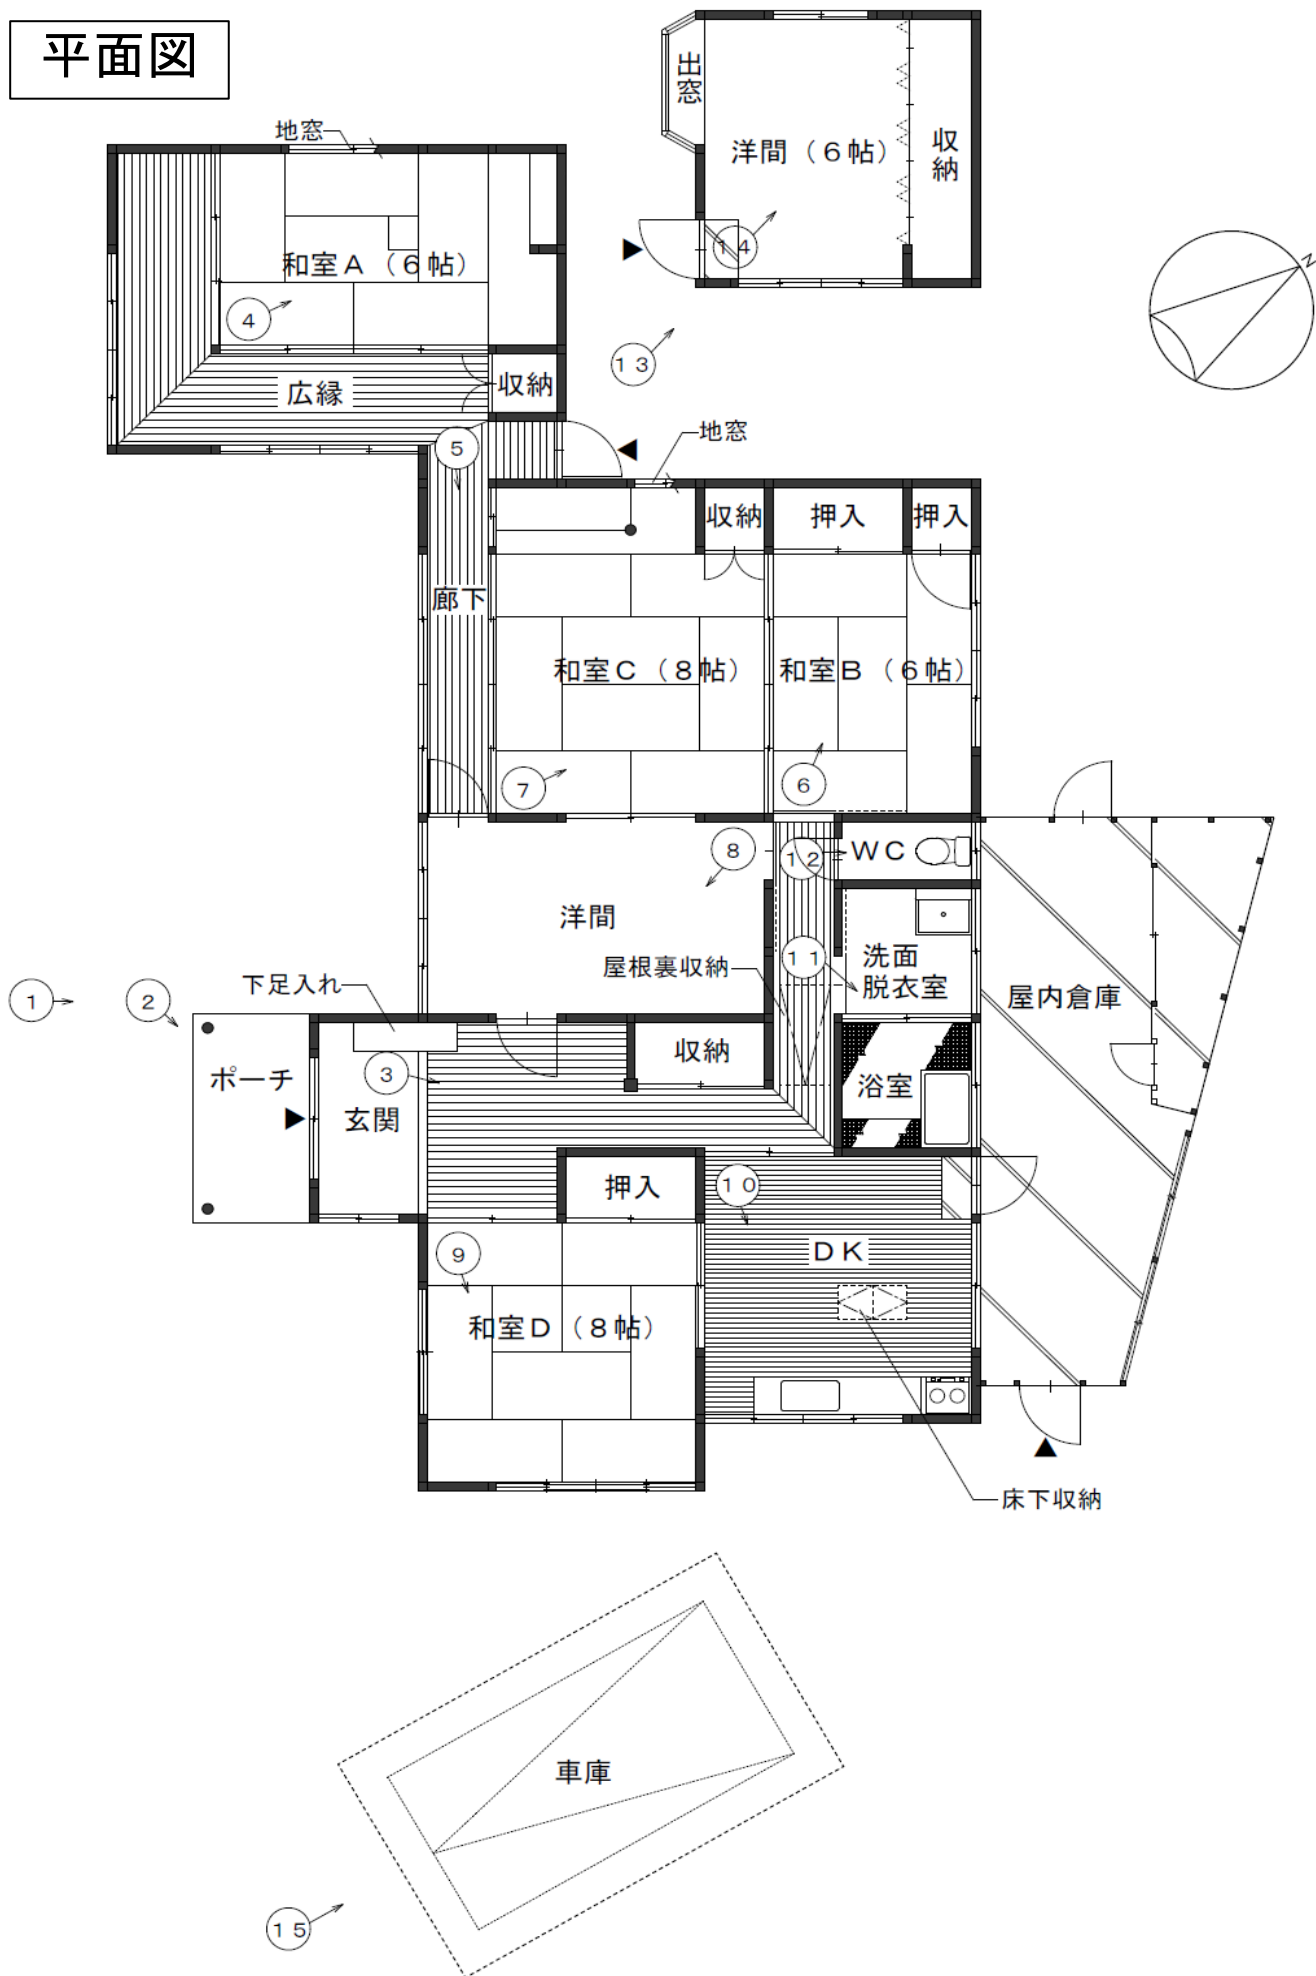 平面図
出窓
洋間（６帖）
収納
地窓
１４
N
和室Ａ（６帖）
４
１３
広縁
収納
５
地窓
収納
押入
押入
廊下
和室Ｃ（８帖）
和室Ｂ（６帖）
７
６
８
１２
ＷＣ
洋間
屋根裏収納
１１
洗面
脱衣室
屋内倉庫
１
２
下足入れ
収納
ポーチ
３
玄関
浴室
押入
１０
９
ＤＫ
和室Ｄ（８帖）
床下収納
車庫
１５